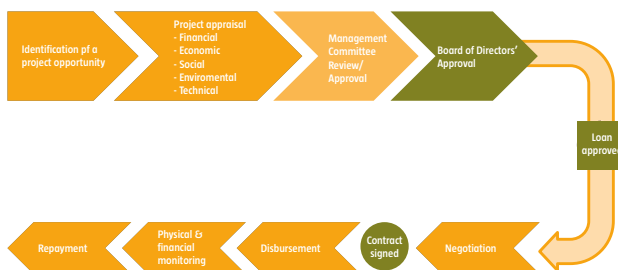 Identification pf a
project opportunity
Project appraisal
- Financial
- Economic
- Social
- Enviromental
- Technical
Management
Committee
Review/
Approval
Board of Directors'
Approval
Loan
approved
Negotiation
Contract
signed
Disbursement
Physical &
financial
monitoring
Repayment